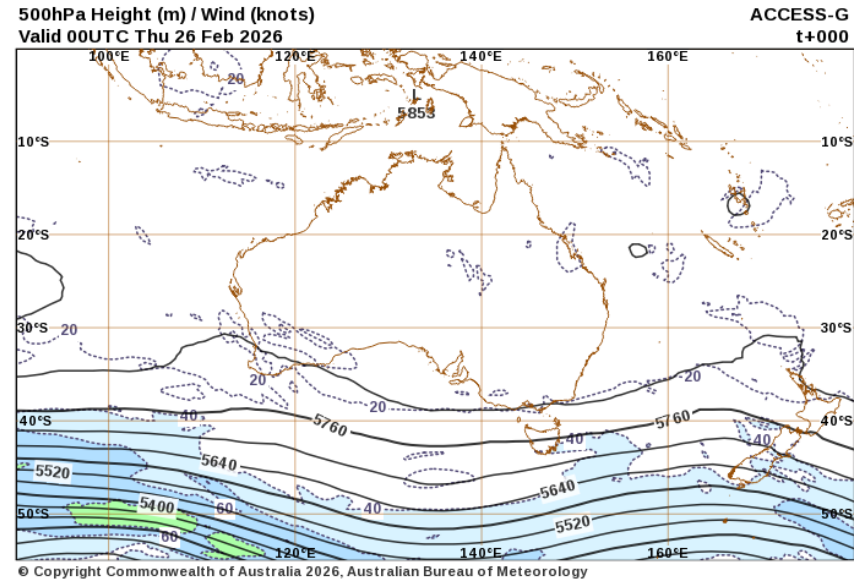 500hPa Height (m) / Wind (knots) ACCESS-G
Valid 00UTC Thu 26 Feb 2026 t+000
100°E 120°E 140°E 160°E
20
L
5853
10°S 10°S
20°S 20°S
30°S 30°S
20
20 20
20
40°S 40 5760 5760 40°S
40 40
5520 5640 5640
5400 60 40
50°S 5520 50°S
60
120°E 140°E 160°E
© Copyright Commonwealth of Australia 2026, Australian Bureau of Meteorology